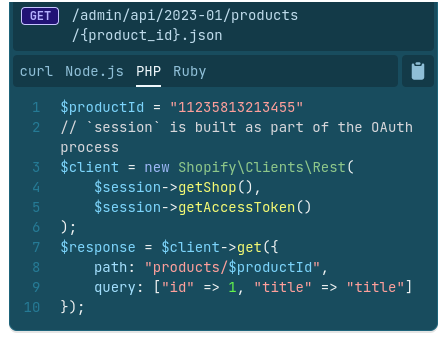 GET /admin/api/2023-01/products
/{product_id}.json
curl Node.js PHP Ruby
1 $productId = "11235813213455"
2 // `session` is built as part of the OAuth
process
3 $client = new Shopify\Clients\Rest(
4 $session->getShop(),
5 $session->getAccessToken()
6 );
7 $response = $client->get({
8 path: "products/$productId",
9 query: ["id" => 1, "title" => "title"]
10 });